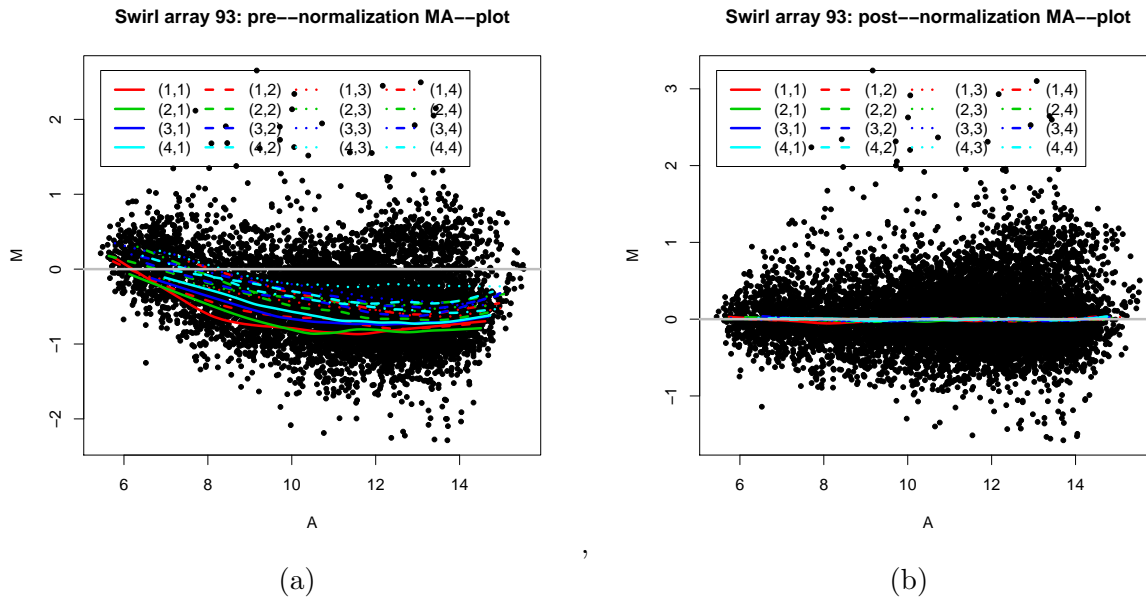 Swirl array 93: pre−−normalization MA−−plot
2
1
0
−1
−2
M
(1,1) (1,2) (1,3) (1,4)
(2,1) (2,2) (2,3) (2,4)
(3,1) (3,2) (3,3) (3,4)
(4,1) (4,2) (4,3) (4,4)
6 8 10 12 14
A
(a)
,
Swirl array 93: post−−normalization MA−−plot
3
2
1
0
−1
M
(1,1) (1,2) (1,3) (1,4)
(2,1) (2,2) (2,3) (2,4)
(3,1) (3,2) (3,3) (3,4)
(4,1) (4,2) (4,3) (4,4)
6 8 10 12 14
A
(b)